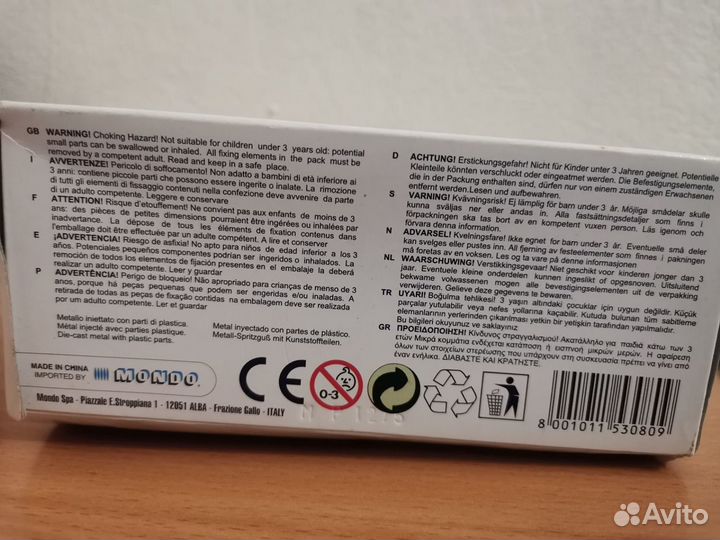 GB WARNING! Choking Hazard! Not suitable for children under 3 years old: potential
small parts can be swallowed or inhaled. All fixing elements in the pack must be
removed by a competent adult. Read and keep in a safe place.
I AVVERTENZE! Pericolo di soffocamento! Non adatto a bambini di età inferiore ai
3 anni: contiene piccole parti che possono essere ingerite o inalate. La rimozione
di tutti gli elementi di fissaggio contenuti nella confezione deve avvenire da parte
di un adulto competente. Leggere e conservare
F ATTENTION! Risque d'étouffement! Ne convient pas aux enfants de moins de 3
ans: des pièces de petites dimensions pourraient être ingérées ou inhalées par
inadvertance. La dépose de tous les éléments de fixation contenus dans
l'emballage doit être effectuée par un adulte compétent. A lire et conserver
E ¡ADVERTENCIA! Riesgo de asfixia! No apto para niños de edad inferior a los 3
años. Potenciales pequeños componentes podrían ser ingeridos o inhalados. La
remoción de todos los elementos de fijación presentes en el embalaje la deberá
realizar un adulto competente. Leer y guardar
P ADVERTÊNCIA! Perigo de bloqueio! Não apropriado para crianças de menso de 3
anos, porque há peças pequenas que podem ser engeridas e/ou inaladas. A
retirada de todas as peças de fixação contidas na embalagem deve ser realizada
por um adulto competente. Ler et guardar
Metallo iniettato con parti di plastica.
Métal injecté avec parties plastique.
Die-cast metal with plastic parts.
Metal inyectado con partes de plástico.
Metall-Spritzguß mit Kunststoffteilen.
MADE IN CHINA
IMPORTED BY MONDO
Mondo Spa - Piazzale E.Stroppiana 1 - 12051 ALBA - Frazione Gallo - ITALY
D ACHTUNG! Erstickungsgefahr! Nicht für Kinder unter 3 Jahren geeignet. Potentielle
Kleinteile könnten verschluckt oder eingeatmet werden. Die Befestigungselemente,
die in der Packung enthalten sind, dürfen nur von einem zuständigen Erwachsenen
entfernt werden.Lesen und aufbewahren.
S VARNING! Kvävningsrisk! Ej lämplig för barn under 3 år. Möjliga smådelar skulle
kunna sväljas ner eller andas in. Alla fastsättningsdetaljer som finns i
förpackningen ska tas bort av en kompetent vuxen person. Läs igenom och
förvara denna information.
N ADVARSEL! Kvelningsfare! Ikke egnet for barn under 3 år. Eventuelle små deler
kan svelges eller pustes inn. All fjerning av festeelementer som finnes i pakningen
må foretas av en voksen. Les og ta vare på denne informasjonen
NL WAARSCHUWING! Verstikkingsgevaar! Niet geschikt voor kinderen jonger dan 3
jaar. Eventuele kleine onderdelen kunnen ingeslikt of opgesnoven. Uitsluitend
bekwame volwassenen mogen alle bevestigingselementen uit de verpakking
verwijderen. Gelieve deze gegevens te bewaren.
TR UYARI! Boğulma tehlikesi! 3 yaşın altındaki çocuklar için uygun değildir. Küçük
parçalar yutulabilir veya nefes yollarına kaçabilir. Kutuda bulunan tüm sabitleme
elemanlarının yerlerinden çıkarılması yetkin bir yetişkin tarafından yapılmalıdır.
Bu bilgileri okuyunuz ve saklayınız
GR ΠΡΟΕΙΔΟΠΟΙΗΣΗ! Κίνδυνος στραγγαλισμού! Ακατάλληλο για παιδιά κάτω των 3
ετών Μικρά κομμάτια ενδέχεται κατάποση ή εισπνοή μικρών μερών. Η αφαίρεση
όλων των στοιχείων στερέωσης που υπάρχουν στη συσκευασία πρέπει να γίνει από
έναν ενήλικα. ΔΙΑΒΑΣΤΕ ΚΑΙ ΚΡΑΤΗΣΤΕ.
CE
0-3
8 001011 530809
Avito